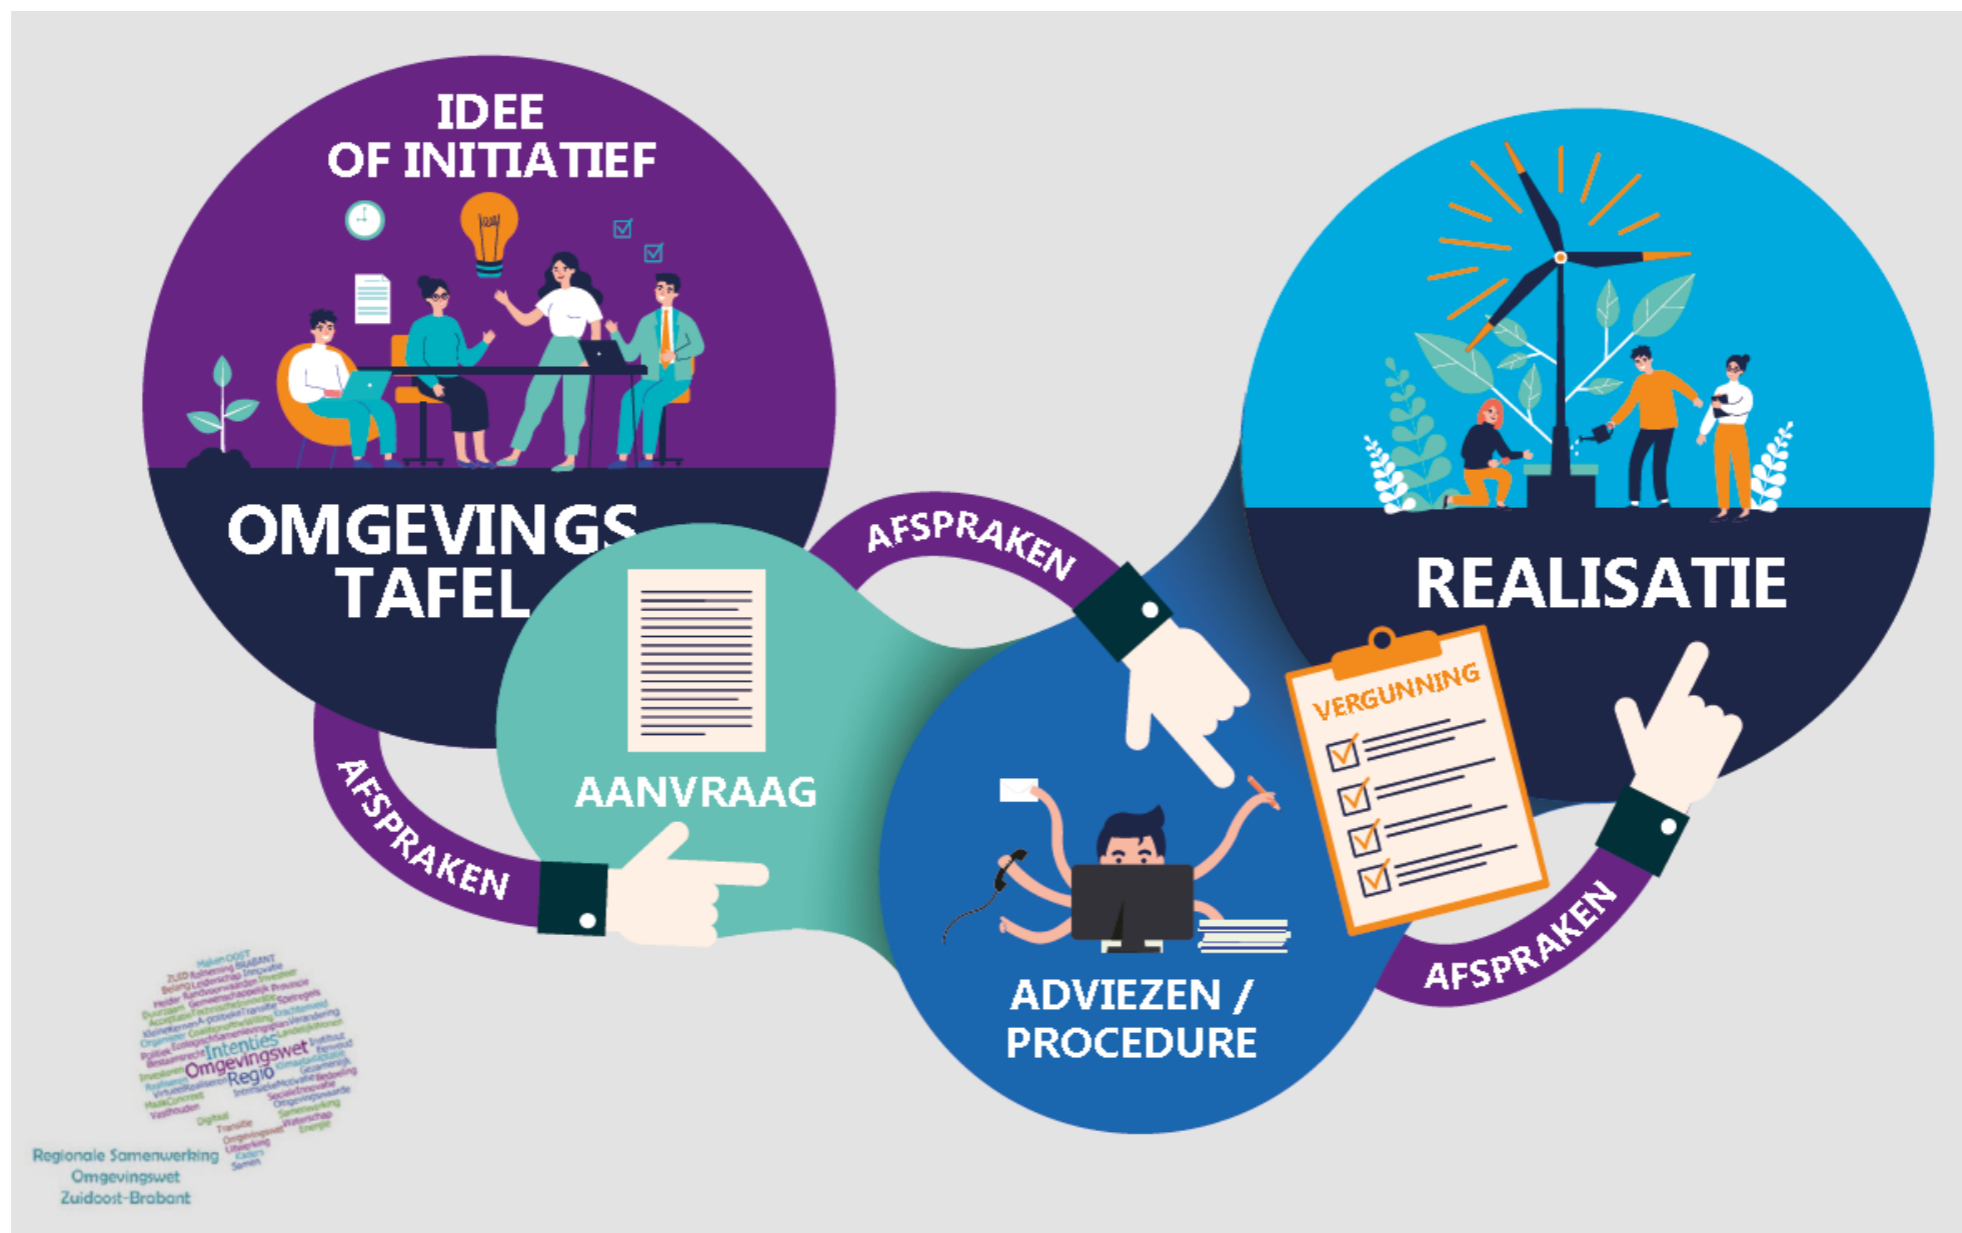 IDEE
OF INITIATIEF
OMGEVINGS
TAFEL
AFSPRAKEN
AANVRAAG
AFSPRAKEN
ADVIEZEN /
PROCEDURE
VERGUNNING
AFSPRAKEN
REALISATIE
Intenties
Omgevingswet
Regio
Regionale Samenwerking
Omgevingswet
Zuidoost-Brabant